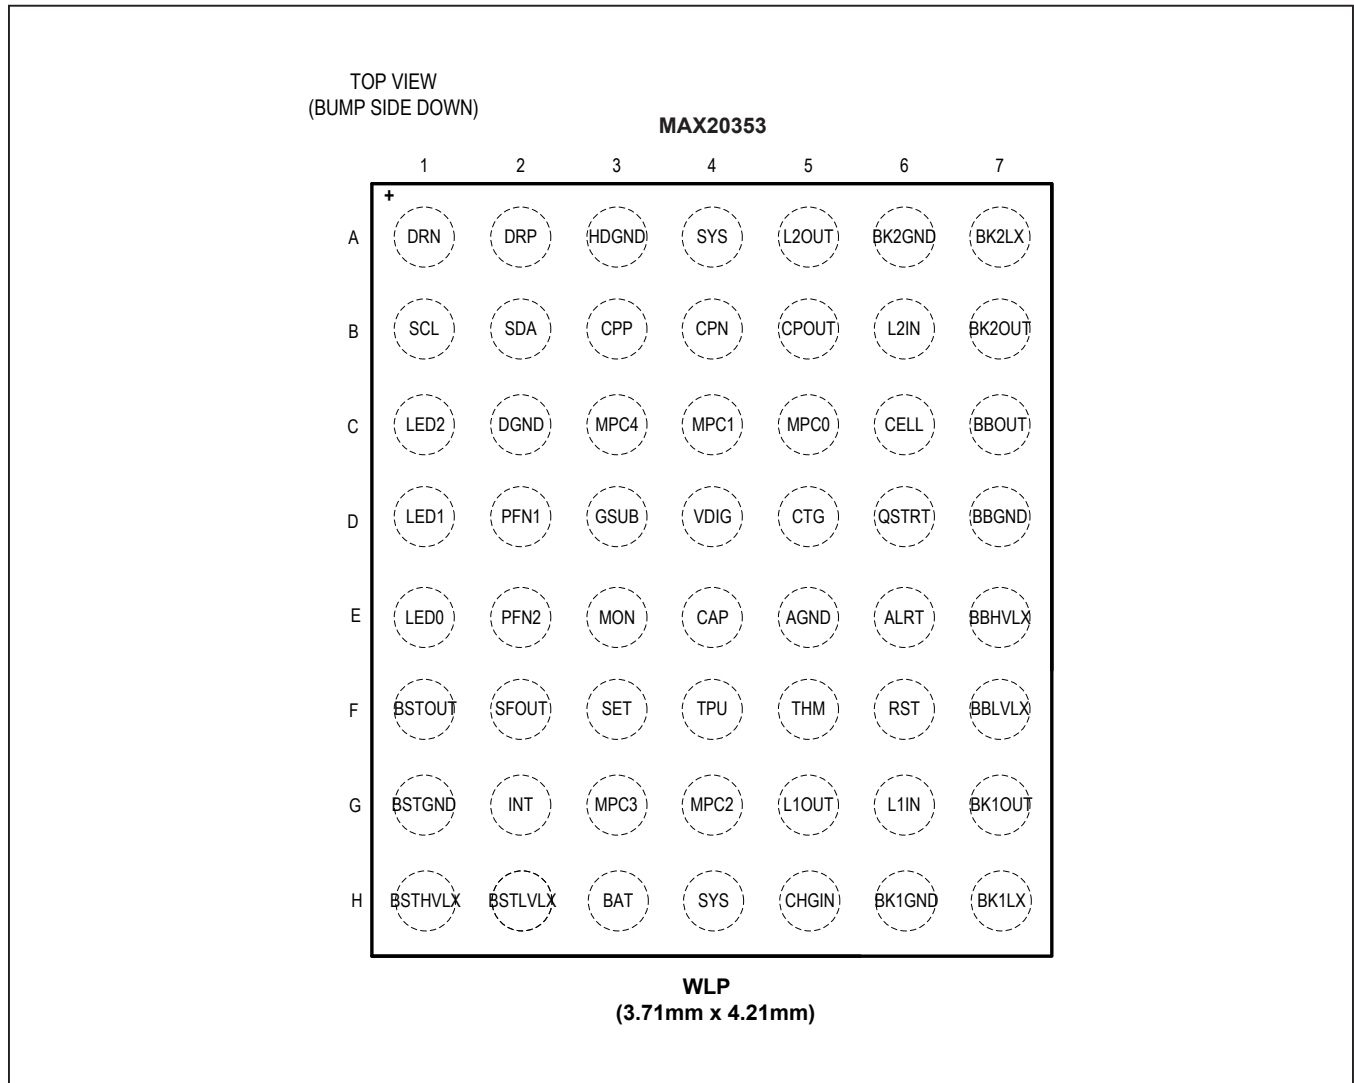 TOP VIEW
(BUMP SIDE DOWN)
MAX20353
1 2 3 4 5 6 7
+
A DRN DRP HDGND SYS L2OUT BK2GND BK2LX
B SCL SDA CPP CPN CPOUT L2IN BK2OUT
C LED2 DGND MPC4 MPC1 MPC0 CELL BBOUT
D LED1 PFN1 GSUB VDIG CTG QSTRT BBGND
E LED0 PFN2 MON CAP AGND ALRT BBHVLX
F BSTOUT SFOUT SET TPU THM RST BBLVLX
G BSTGND INT MPC3 MPC2 L1OUT L1IN BK1OUT
H BSTHVLX BSTLVLX BAT SYS CHGIN BK1GND BK1LX
WLP
(3.71mm x 4.21mm)